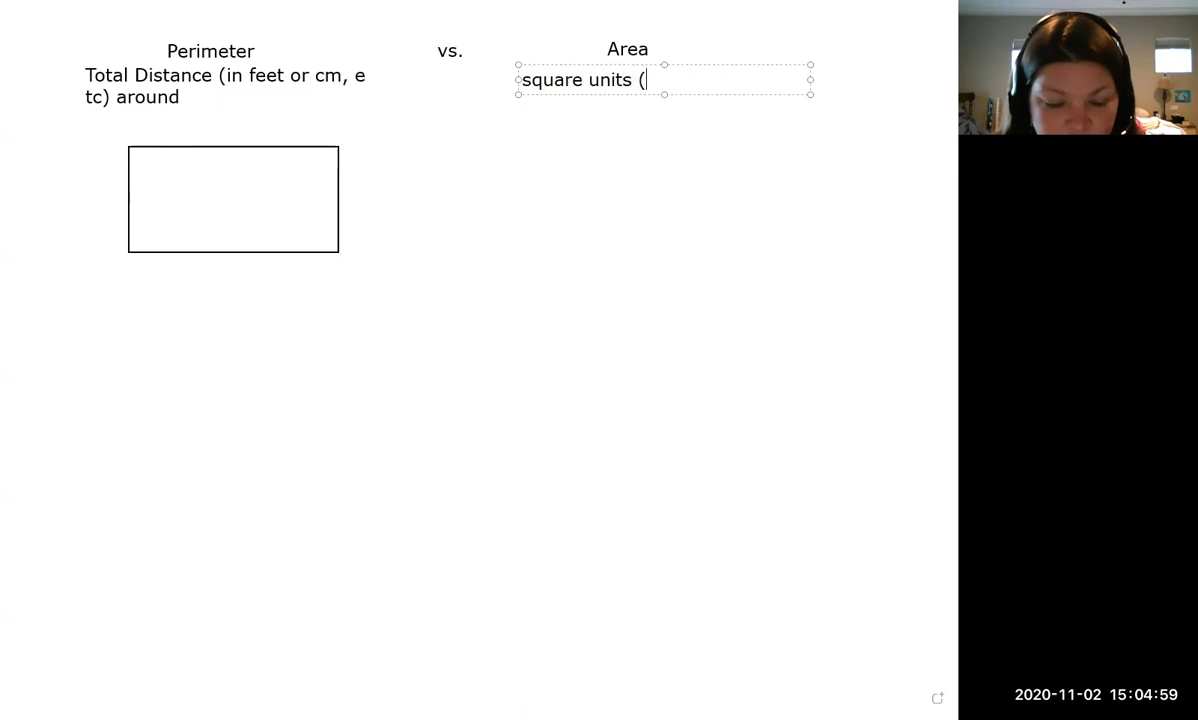 Perimeter vs. Area
Total Distance (in feet or cm, e
tc) around
square units (
2020-11-02 15:04:59